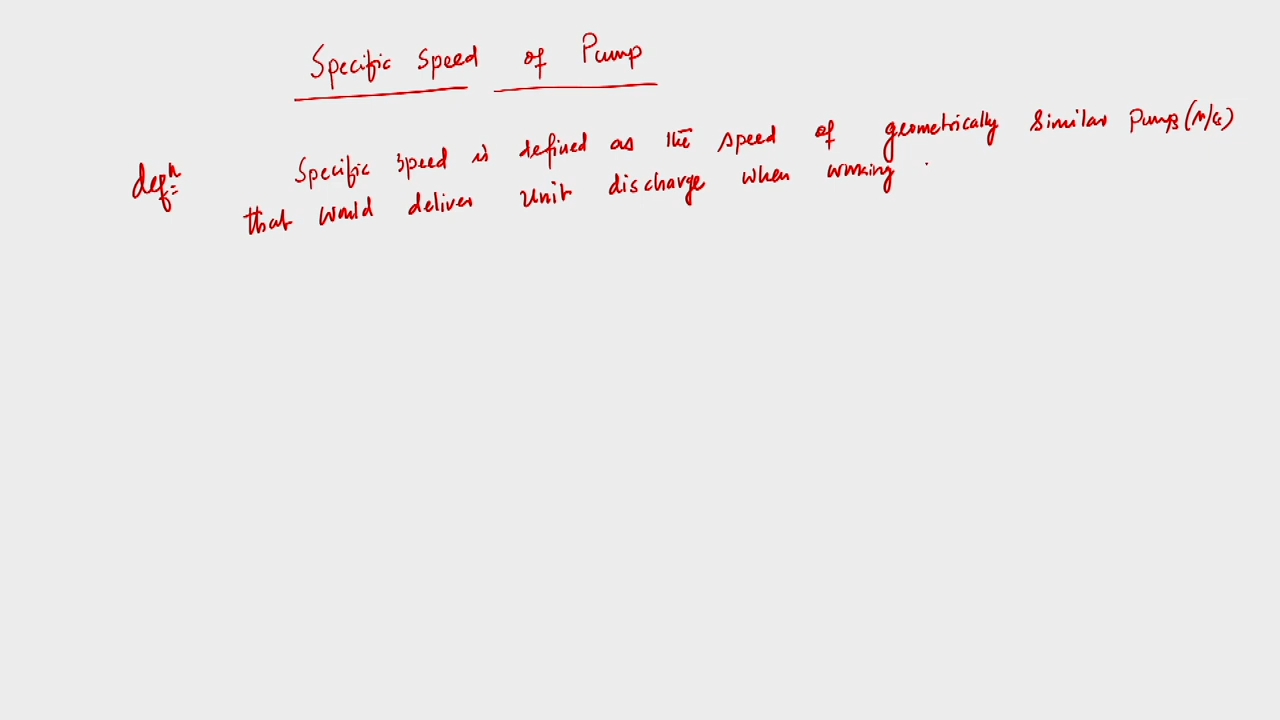 Specific Speed of Pump
defn Specific speed is defined as the speed of geometrically similar Pumps
that would deliver unit discharge when working